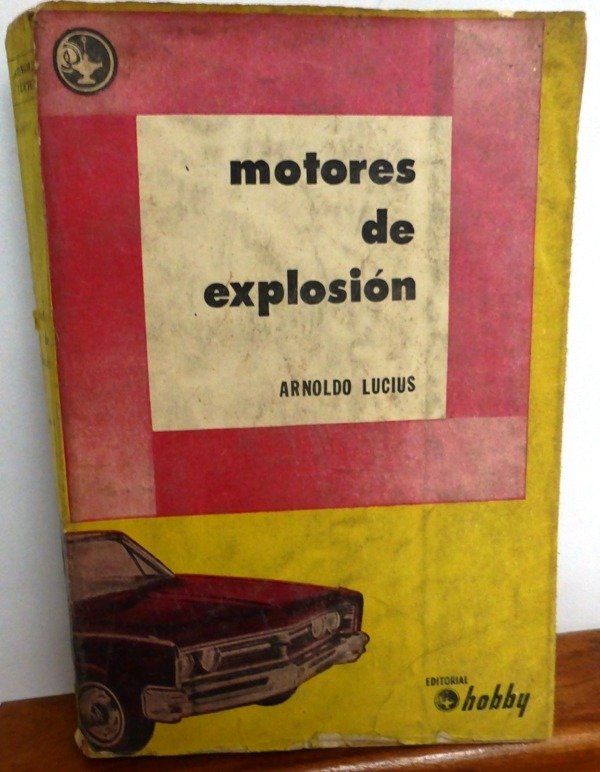 motores
de
explosión
ARNOLDO LUCIUS
EDITORIAL
hobby